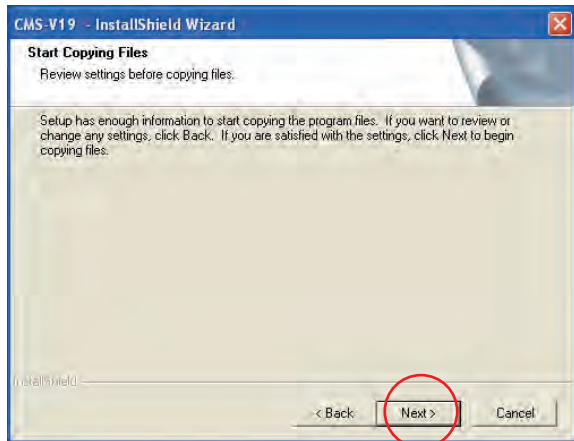 CMS-V19 - InstallShield Wizard
Start Copying Files
Review settings before copying files.
Setup has enough information to start copying the program files. If you want to review or
change any settings, click Back. If you are satisfied with the settings, click Next to begin
copying files.
InstallShield
< Back
Next >
Cancel